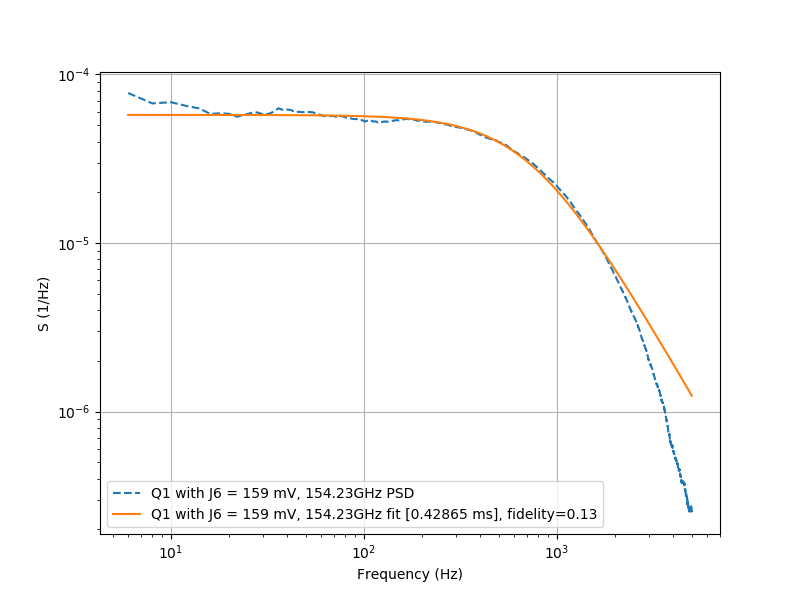 10⁻⁴
10⁻⁵
10⁻⁶
S (1/Hz)
Q1 with J6 = 159 mV, 154.23GHz PSD
Q1 with J6 = 159 mV, 154.23GHz fit [0.42865 ms], fidelity=0.13
10¹ 10² 10³
Frequency (Hz)